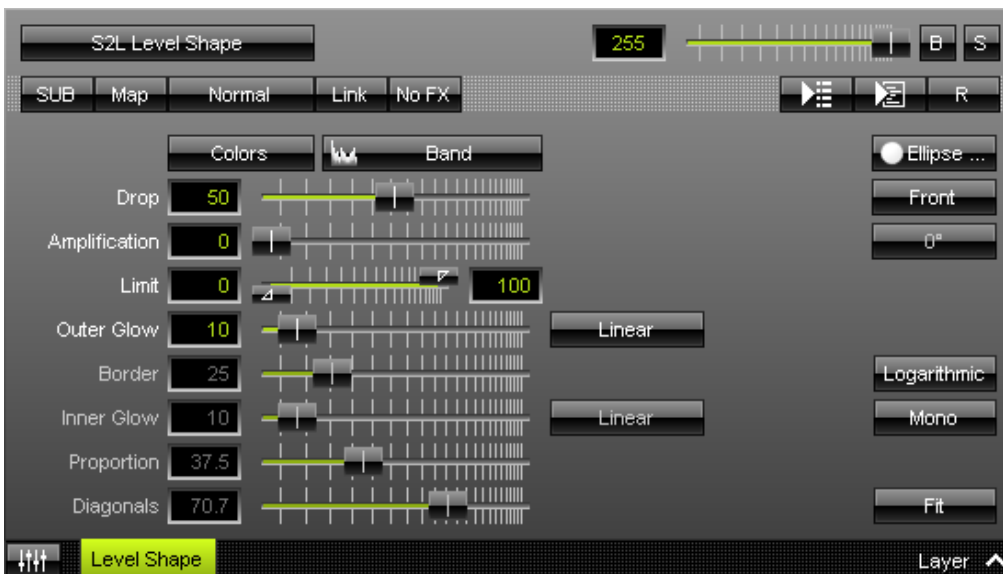 S2L Level Shape 255 B S
SUB Map Normal Link No FX R
Colors Band Ellipse ...
Drop 50 Front
Amplification 0 0°
Limit 0 100
Outer Glow 10 Linear
Border 25 Logarithmic
Inner Glow 10 Linear Mono
Proportion 37.5
Diagonals 70.7 Fit
Level Shape Layer